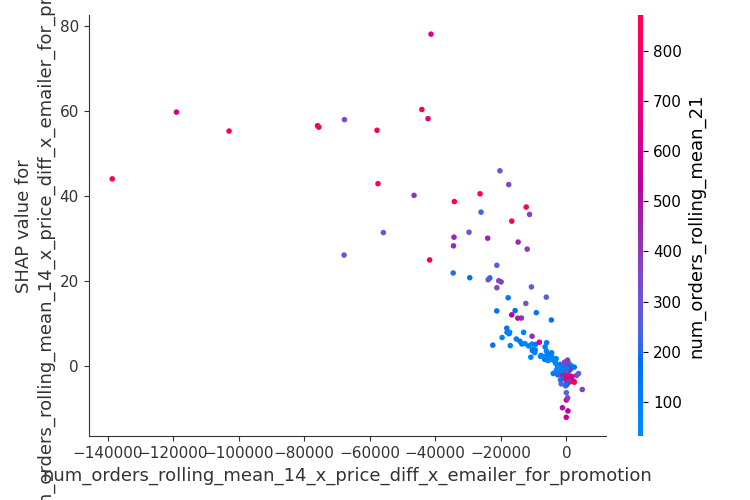 80
60
40
20
0
SHAP value for
n_orders_rolling_mean_14_x_price_diff_x_emailer_for_pr
−140000 −120000 −100000 −80000 −60000 −40000 −20000 0
num_orders_rolling_mean_14_x_price_diff_x_emailer_for_promotion
800
700
600
500
400
300
200
100
num_orders_rolling_mean_21